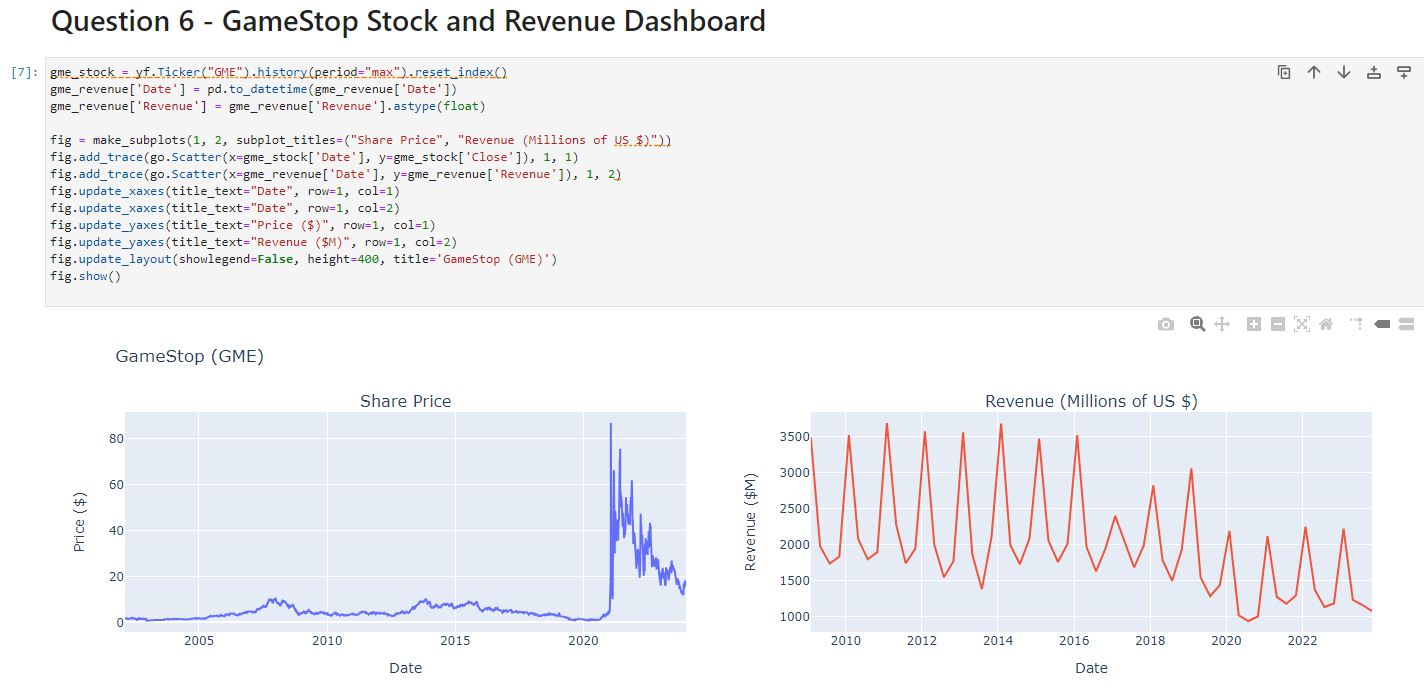 Question 6 - GameStop Stock and Revenue Dashboard
[7]:
gme_stock = yf.Ticker("GME").history(period="max").reset_index()
gme_revenue['Date'] = pd.to_datetime(gme_revenue['Date'])
gme_revenue['Revenue'] = gme_revenue['Revenue'].astype(float)
fig = make_subplots(1, 2, subplot_titles=("Share Price", "Revenue (Millions of US $)"))
fig.add_trace(go.Scatter(x=gme_stock['Date'], y=gme_stock['Close']), 1, 1)
fig.add_trace(go.Scatter(x=gme_revenue['Date'], y=gme_revenue['Revenue']), 1, 2)
fig.update_xaxes(title_text="Date", row=1, col=1)
fig.update_xaxes(title_text="Date", row=1, col=2)
fig.update_yaxes(title_text="Price ($)", row=1, col=1)
fig.update_yaxes(title_text="Revenue ($M)", row=1, col=2)
fig.update_layout(showlegend=False, height=400, title='GameStop (GME)')
fig.show()
GameStop (GME)
Share Price
80
60
40
20
0
Price ($)
2005 2010 2015 2020
Date
Revenue (Millions of US $)
3500
3000
2500
2000
1500
1000
Revenue ($M)
2010 2012 2014 2016 2018 2020 2022
Date